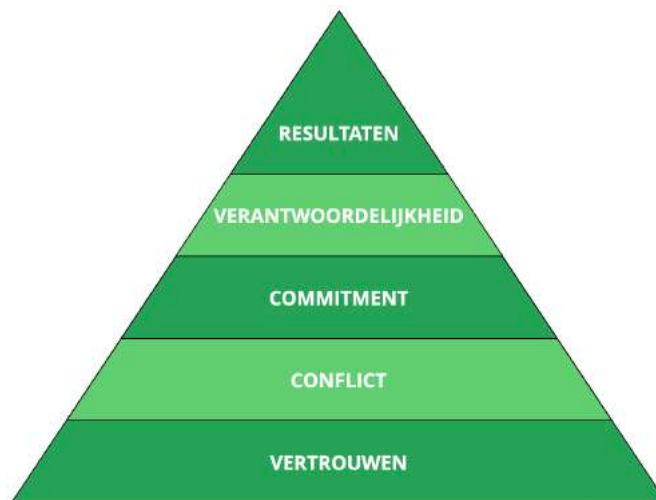 RESULTATEN
VERANTWOORDELIJKHEID
COMMITMENT
CONFLICT
VERTROUWEN